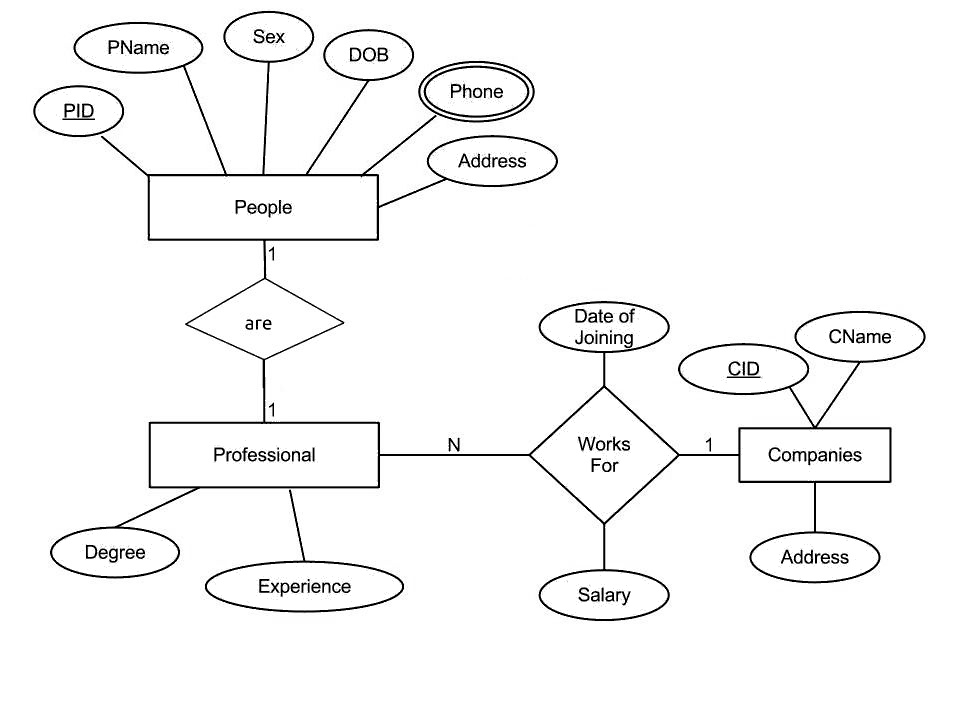 Sex
PName
DOB
Phone
PID
Address
People
1
are
Date of
Joining
CName
CID
1
Professional
N
Works
For
1
Companies
Degree
Address
Experience
Salary